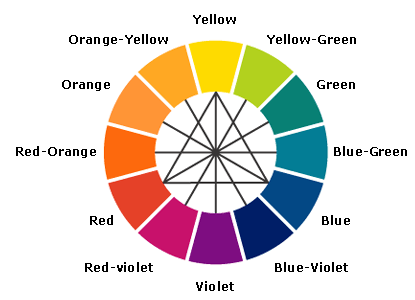 Yellow
Orange-Yellow
Yellow-Green
Orange
Green
Red-Orange
Blue-Green
Red
Blue
Red-violet
Blue-Violet
Violet